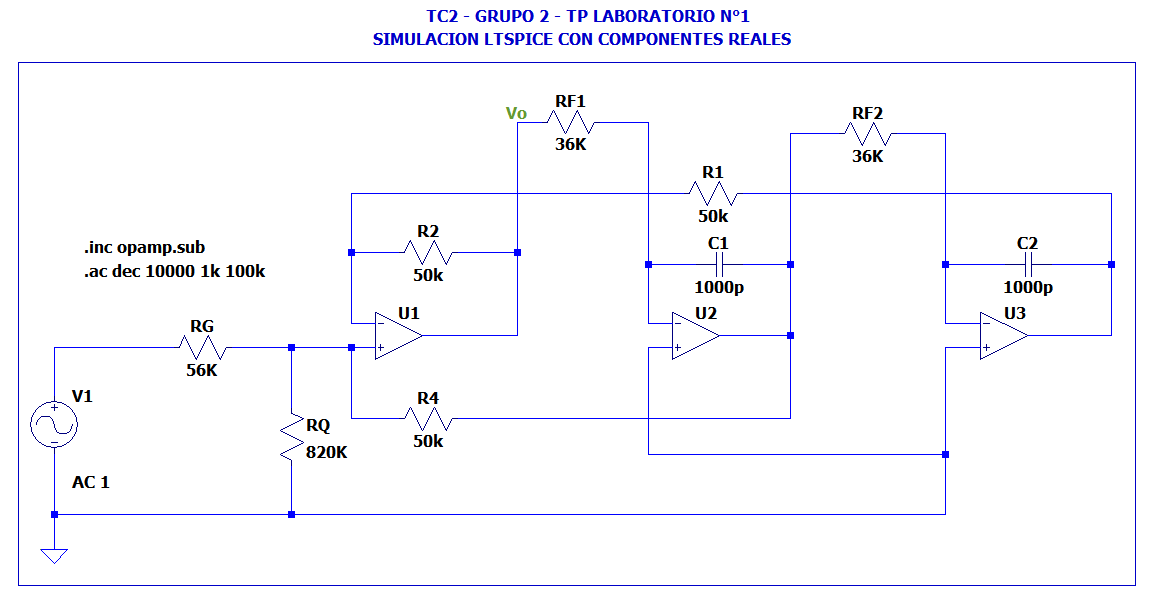 TC2 - GRUPO 2 - TP LABORATORIO Nº1
SIMULACION LTSPICE CON COMPONENTES REALES
Vo
RF1
36K
RF2
36K
R1
50k
R2
50k
C1
1000p
C2
1000p
.inc opamp.sub
.ac dec 10000 1k 100k
U1
U2
U3
RG
56K
V1
AC 1
RQ
820K
R4
50k